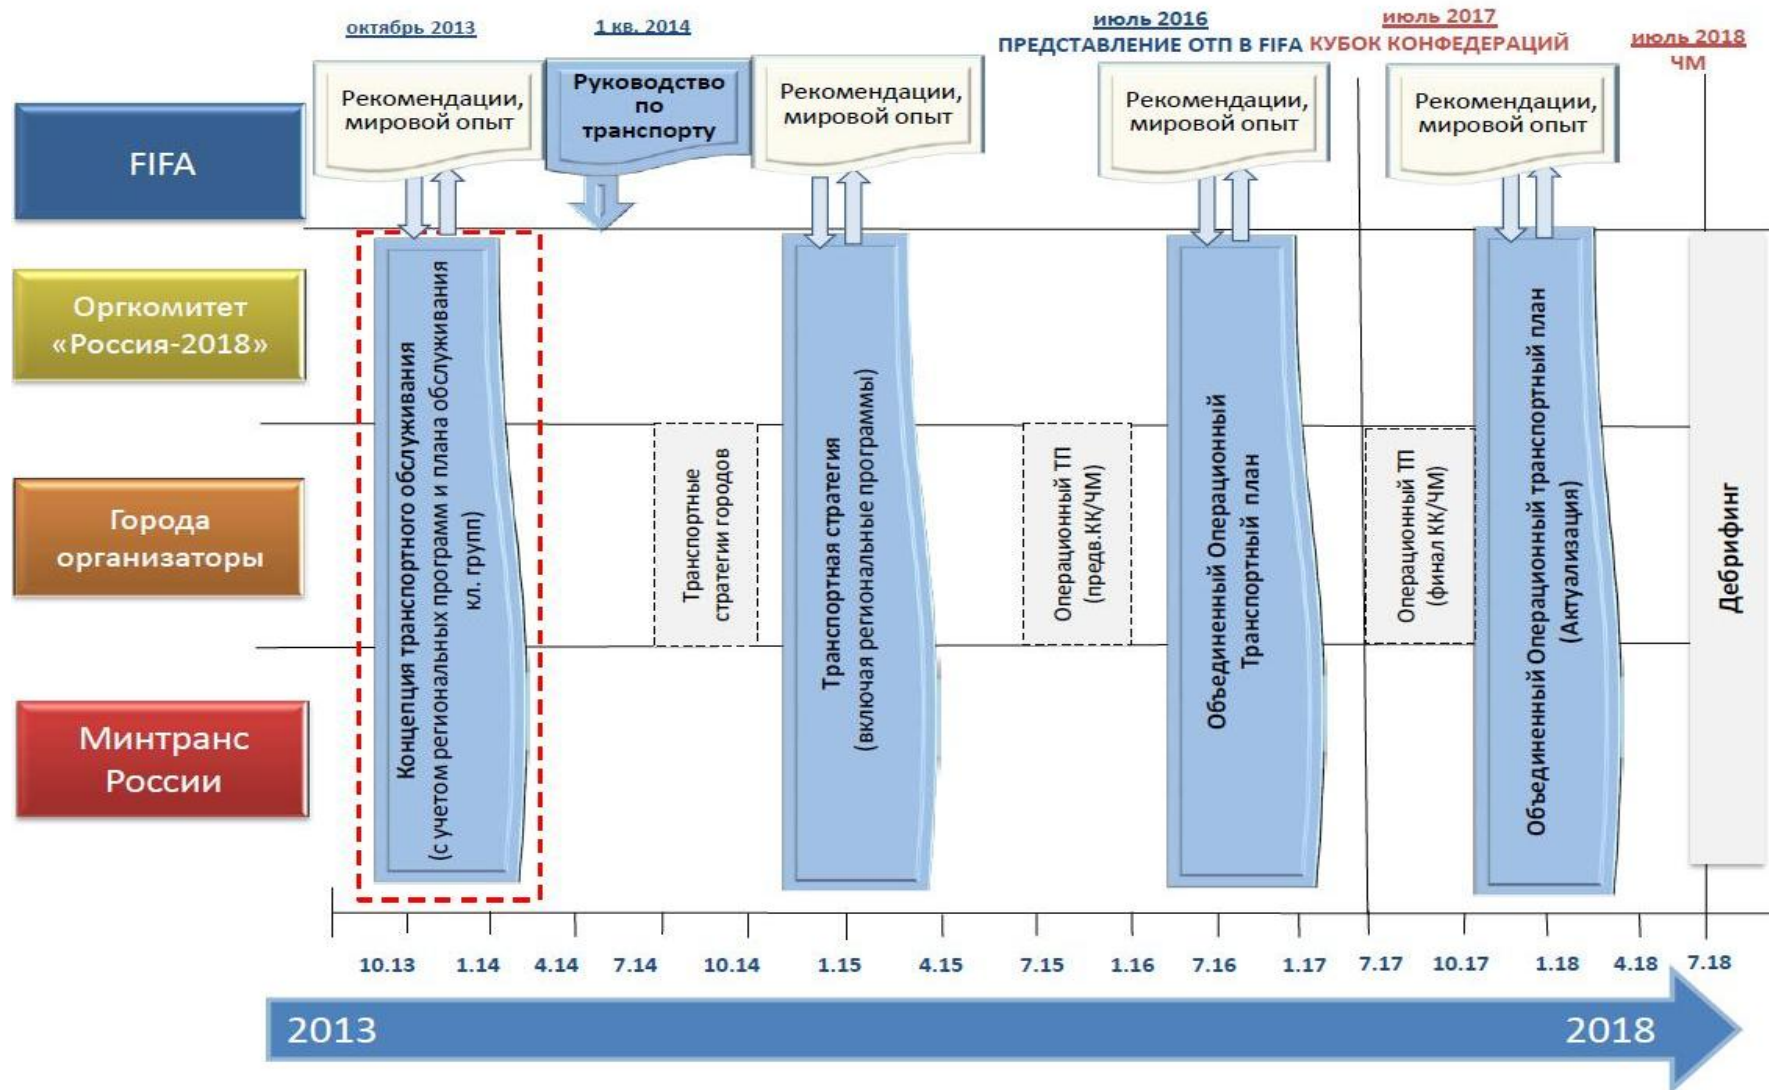 октябрь 2013
1 кв. 2014
июль 2016
ПРЕДСТАВЛЕНИЕ ОТП В FIFA
июль 2017
КУБОК КОНФЕДЕРАЦИЙ
июль 2018
ЧМ
FIFA
Рекомендации,
мировой опыт
Руководство
по
транспорту
Рекомендации,
мировой опыт
Рекомендации,
мировой опыт
Рекомендации,
мировой опыт
Оргкомитет
«Россия-2018»
Города
организаторы
Минтранс
России
Концепция транспортного обслуживания
(с учетом региональных программ и плана обслуживания
кл. групп)
Транспортные
стратегии городов
Транспортная стратегия
(включая региональные программы)
Операционный ТП
(предв.КК/ЧМ)
Объединенный Операционный
Транспортный план
Операционный ТП
(финал КК/ЧМ)
Объединенный Операционный транспортный план
(Актуализация)
Дебрифинг
10.13 1.14 4.14 7.14 10.14 1.15 4.15 7.15 1.16 7.16 1.17 7.17 10.17 1.18 4.18 7.18
2013 2018